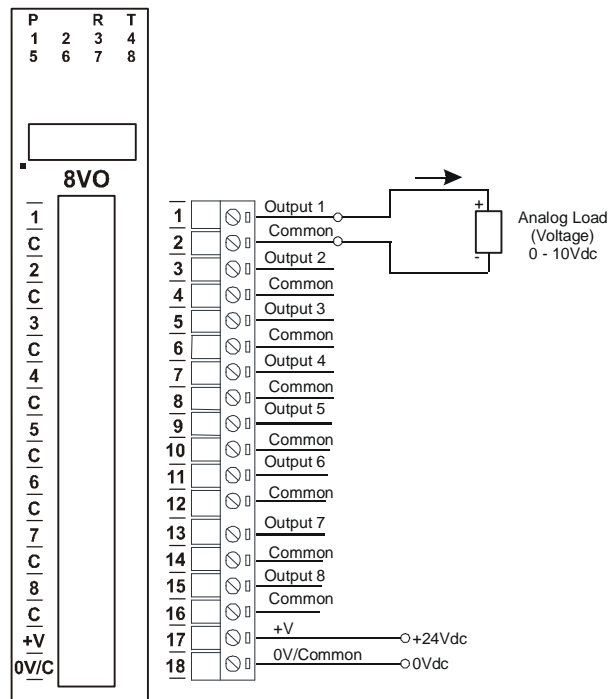 P R T
1 2 3 4
5 6 7 8
8VO
1
C
2
C
3
C
4
C
5
C
6
C
7
C
8
C
+V
0V/C
1 Output 1
2 Common
3 Output 2
4 Common
5 Output 3
6 Common
7 Output 4
8 Common
9 Output 5
10 Common
11 Output 6
12 Common
13 Output 7
14 Common
15 Output 8
16 Common
17 +V +24Vdc
18 0V/Common 0Vdc
+
-
Analog Load
(Voltage)
0 - 10Vdc